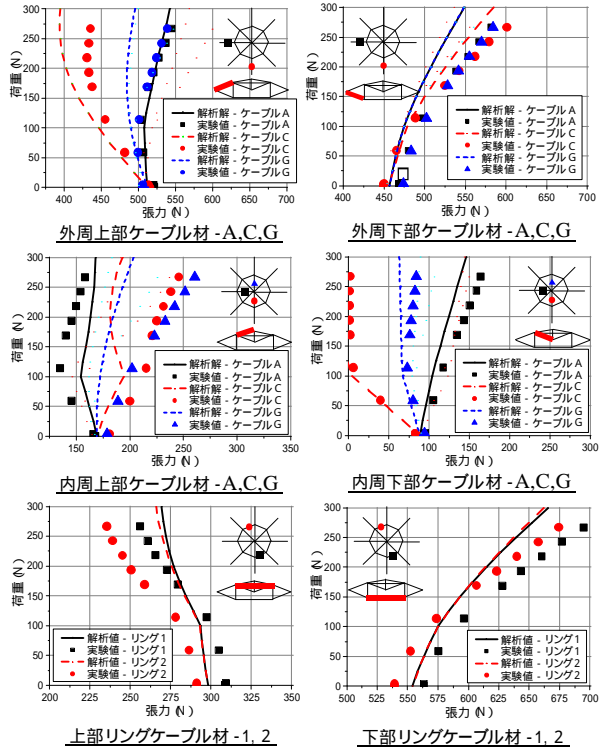 荷重(N)
300
250
200
150
100
50
0
解析解 - ケーブルA
実験値 - ケーブルA
解析解 - ケーブルC
実験値 - ケーブルC
解析解 - ケーブルG
実験値 - ケーブルG
400 450 500 550 600 650 700
張力(N)
外周上部ケーブル材 -A,C,G
荷重(N)
300
250
200
150
100
50
0
解析解 - ケーブルA
実験値 - ケーブルA
解析解 - ケーブルC
実験値 - ケーブルC
解析解 - ケーブルG
実験値 - ケーブルG
400 450 500 550 600 650 700
張力(N)
外周下部ケーブル材 -A,C,G
荷重(N)
300
250
200
150
100
50
0
解析解 - ケーブルA
実験値 - ケーブルA
解析解 - ケーブルC
実験値 - ケーブルC
解析解 - ケーブルG
実験値 - ケーブルG
150 200 250 300 350
張力(N)
内周上部ケーブル材 -A,C,G
荷重(N)
300
250
200
150
100
50
0
解析解 - ケーブルA
実験値 - ケーブルA
解析解 - ケーブルC
実験値 - ケーブルC
解析解 - ケーブルG
実験値 - ケーブルG
0 50 100 150 200 250 300
張力(N)
内周下部ケーブル材 -A,C,G
荷重(N)
300
250
200
150
100
50
0
解析値 - リング1
実験値 - リング1
解析値 - リング2
実験値 - リング2
200 225 250 275 300 325 350
張力(N)
上部リングケーブル材 -1, 2
荷重(N)
300
250
200
150
100
50
0
解析値 - リング1
実験値 - リング1
解析値 - リング2
実験値 - リング2
500 525 550 575 600 625 650 675 700
張力(N)
下部リングケーブル材 -1, 2